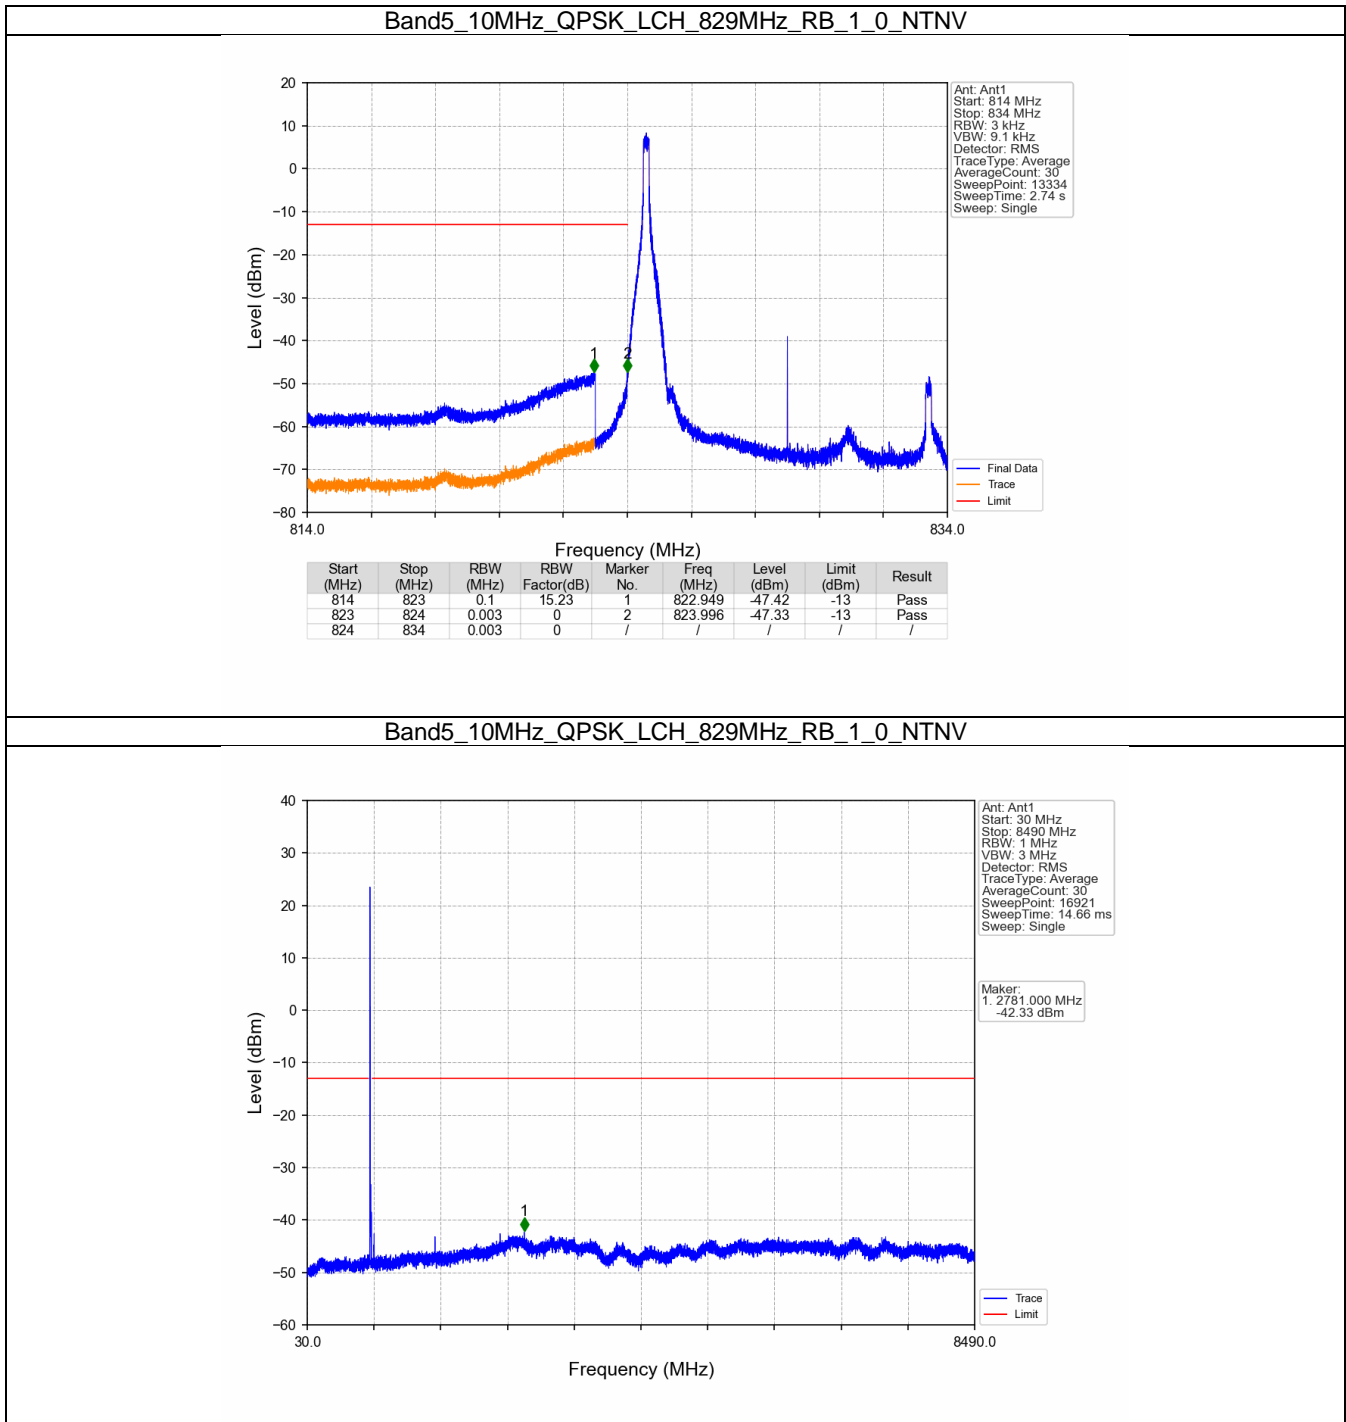 Band5_10MHz_QPSK_LCH_829MHz_RB_1_0_NTNV
20
10
0
−10
−20
−30
−40
−50
−60
−70
−80
Level (dBm)
1
2
814.0
834.0
Frequency (MHz)
Ant: Ant1
Start: 814 MHz
Stop: 834 MHz
RBW: 3 kHz
VBW: 9.1 kHz
Detector: RMS
TraceType: Average
AverageCount: 30
SweepPoint: 13334
SweepTime: 2.74 s
Sweep: Single
Final Data
Trace
Limit
Start (MHz) Stop (MHz) RBW (MHz) RBW Factor(dB) Marker No. Freq (MHz) Level (dBm) Limit (dBm) Result
814 823 0.1 15.23 1 822.949 -47.42 -13 Pass
823 824 0.003 0 2 823.996 -47.33 -13 Pass
824 834 0.003 0 / / / / /
Band5_10MHz_QPSK_LCH_829MHz_RB_1_0_NTNV
40
30
20
10
0
−10
−20
−30
−40
−50
−60
Level (dBm)
1
30.0
8490.0
Frequency (MHz)
Ant: Ant1
Start: 30 MHz
Stop: 8490 MHz
RBW: 1 MHz
VBW: 3 MHz
Detector: RMS
TraceType: Average
AverageCount: 30
SweepPoint: 16921
SweepTime: 14.66 ms
Sweep: Single
Maker:
1. 2781.000 MHz
-42.33 dBm
Trace
Limit